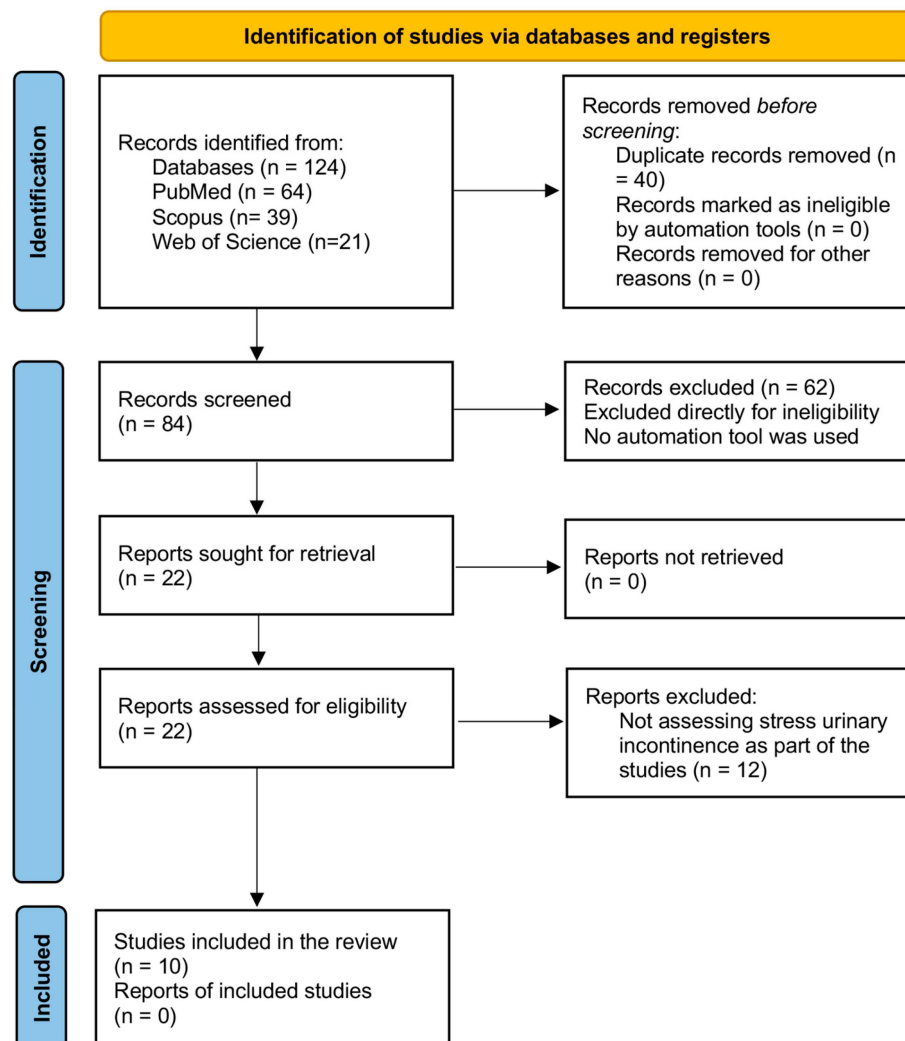 Identification of studies via databases and registers
Identification
Records identified from:
Databases (n = 124)
PubMed (n = 64)
Scopus (n= 39)
Web of Science (n=21)
Records removed before
screening:
Duplicate records removed (n
= 40)
Records marked as ineligible
by automation tools (n = 0)
Records removed for other
reasons (n = 0)
Screening
Records screened
(n = 84)
Records excluded (n = 62)
Excluded directly for ineligibility
No automation tool was used
Reports sought for retrieval
(n = 22)
Reports not retrieved
(n = 0)
Reports assessed for eligibility
(n = 22)
Reports excluded:
Not assessing stress urinary
incontinence as part of the
studies (n = 12)
Included
Studies included in the review
(n = 10)
Reports of included studies
(n = 0)